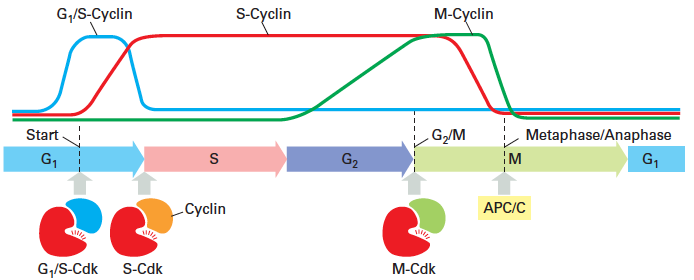 G₁/S-Cyclin
S-Cyclin
M-Cyclin
Start
G₂/M
Metaphase/Anaphase
G₁
S
G₂
M
G₁
Cyclin
APC/C
G₁/S-Cdk
S-Cdk
M-Cdk